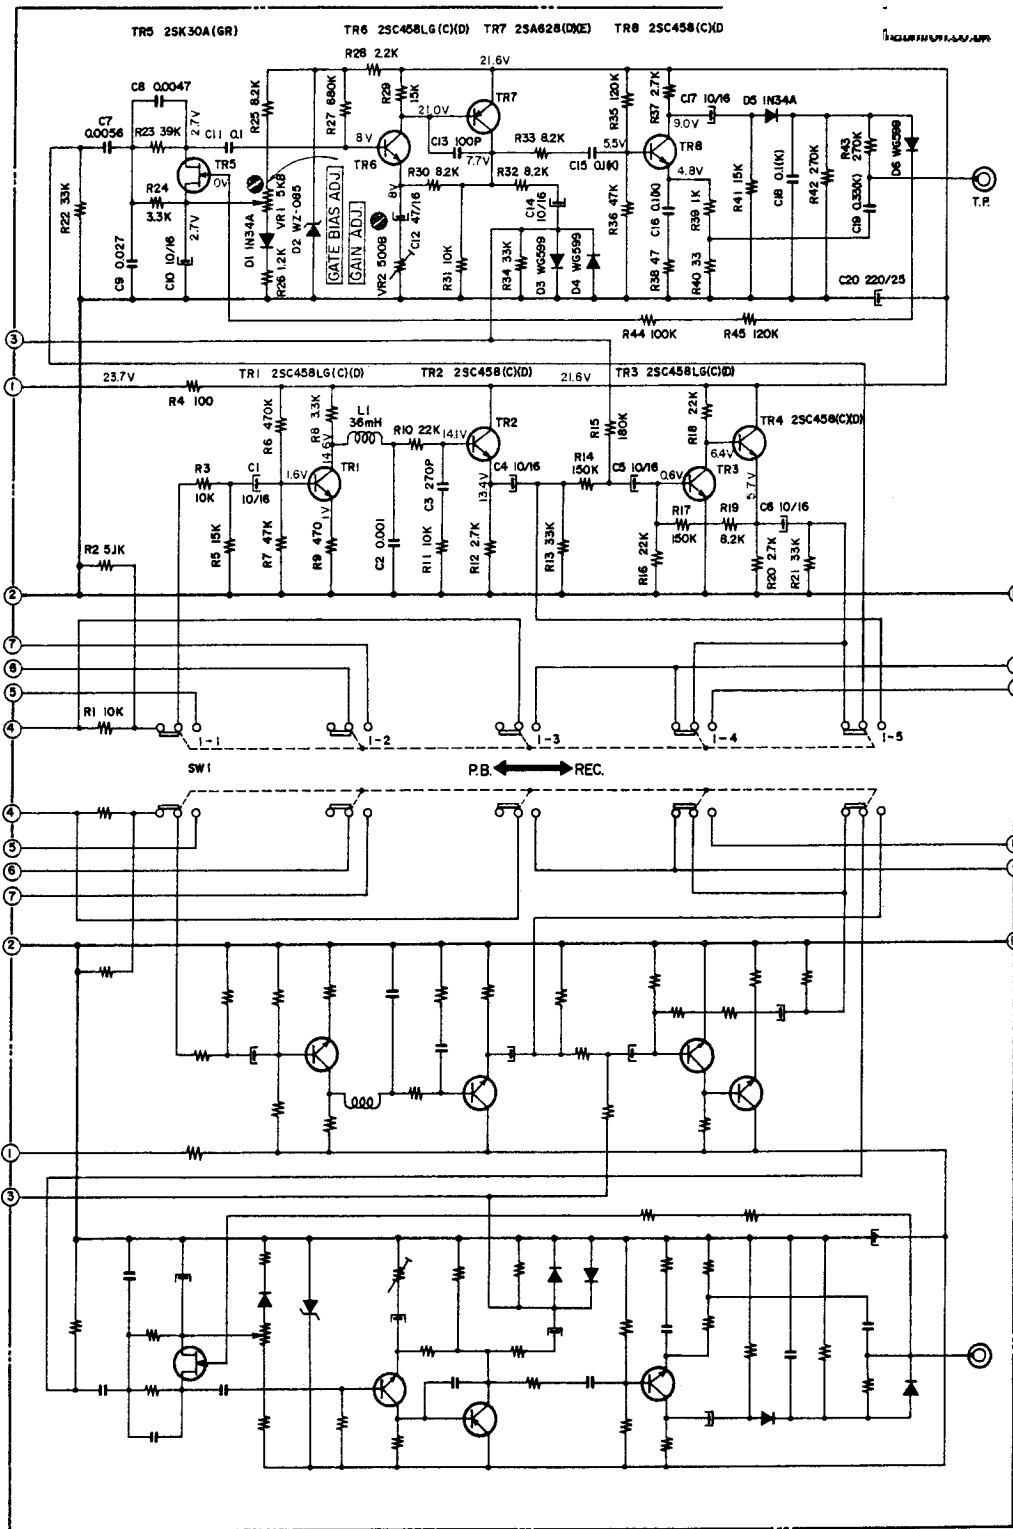 TR5 2SK30A(GR)
TR6 2SC458LG(C)(D) TR7 2SA628(D)(E) TR8 2SC458(C)(D
R28 2.2K
21.6V
C8 0.0047
C7 0.0056
R23 39K
2.7V
C11 0.1
R25 8.2K
R27 680K
R29 15K
21.0V
TR7
R35 120K
R37 2.7K
C17 10/16
D5 1N34A
9.0V
8V
TR6
C13 100P
7.7V
R33 8.2K
C15 0.1(K)
5.5V
TR8
4.8V
R43 270K
D6 WG599
T.P.
R22 33K
R24 3.3K
TR5
0V
2.7V
VR1 5KB
D1 1N34A
R26 1.2K
D2 WZ-085
GATE BIAS ADJ.
GAIN ADJ.
R30 8.2K
8V
C12 47/16
VR2 500B
R31 10K
R32 8.2K
C14 10/16
R34 33K
D3 WG599
D4 WG599
R36 47K
C16 0.1(K)
R38 47
R39 1K
R40 33
R41 15K
C18 0.1(K)
R42 270K
C19 0.33(K)
C9 0.027
C10 10/16
C20 220/25
R44 100K
R45 120K
3
1
23.7V
R4 100
TR1 2SC458LG(C)(D)
TR2 2SC458(C)(D)
21.6V
TR3 2SC458LG(C)(D)
R6 470K
R8 3.3K
L1 36mH
14.6V
R10 22K
14.1V
TR2
R15 180K
R18 22K
TR4 2SC458(C)(D)
6.4V
R3 10K
C1 10/16
1.6V
TR1
1V
C3 270P
13.4V
C4 10/16
R14 150K
C5 10/16
0.6V
TR3
5.7V
R17 150K
R19 8.2K
C6 10/16
R2 5.1K
R5 15K
R7 47K
R9 470
C2 0.001
R11 10K
R12 2.7K
R13 33K
R16 22K
R20 2.7K
R21 33K
2
7
6
5
4
R1 10K
1-1
1-2
1-3
1-4
1-5
SW1
P.B.
REC.
4
5
6
7
2
1
3